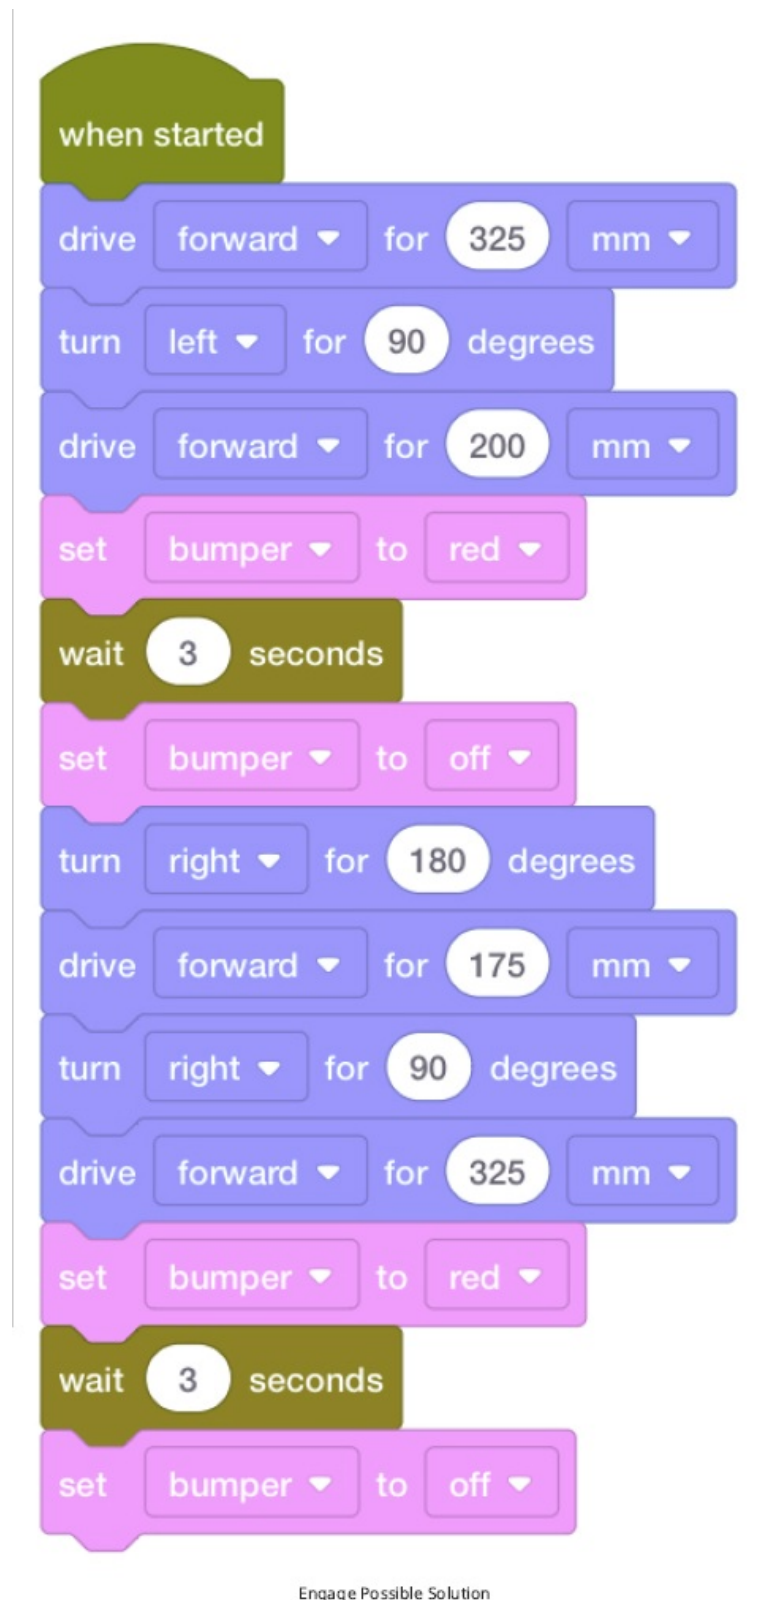 when started
drive forward for 325 mm
turn left for 90 degrees
drive forward for 200 mm
set bumper to red
wait 3 seconds
set bumper to off
turn right for 180 degrees
drive forward for 175 mm
turn right for 90 degrees
drive forward for 325 mm
set bumper to red
wait 3 seconds
set bumper to off
Engage Possible Solution